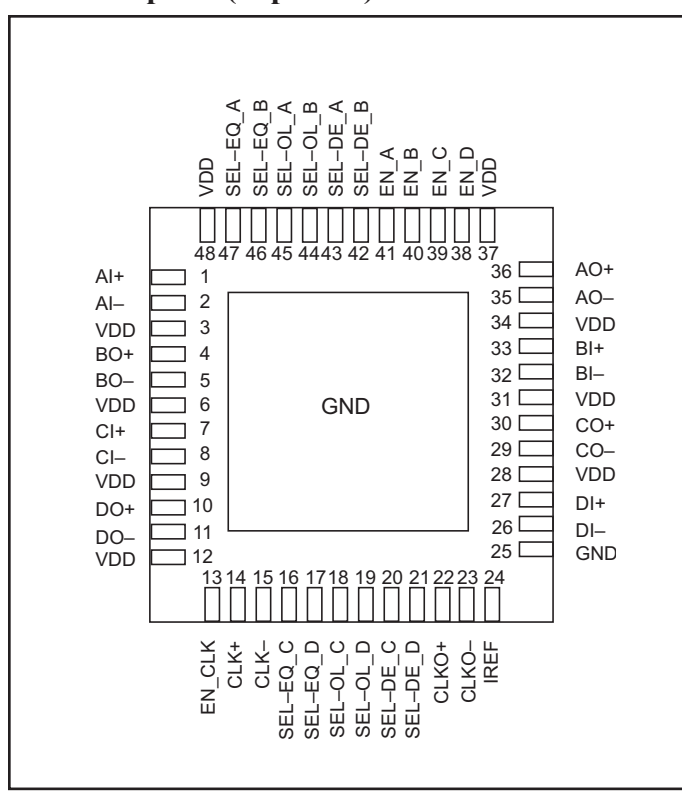 VDD
SEL–EQ_A
SEL–EQ_B
SEL–OL_A
SEL–OL_B
SEL–DE_A
SEL–DE_B
EN_A
EN_B
EN_C
EN_D
VDD
48 47 46 45 44 43 42 41 40 39 38 37
AI+ 1
AI– 2
VDD 3
BO+ 4
BO– 5
VDD 6
CI+ 7
CI– 8
VDD 9
DO+ 10
DO– 11
VDD 12
GND
36 AO+
35 AO–
34 VDD
33 BI+
32 BI–
31 VDD
30 CO+
29 CO–
28 VDD
27 DI+
26 DI–
25 GND
13 14 15 16 17 18 19 20 21 22 23 24
EN_CLK
CLK+
CLK–
SEL–EQ_C
SEL–EQ_D
SEL–OL_C
SEL–OL_D
SEL–DE_C
SEL–DE_D
CLKO+
CLKO–
IREF